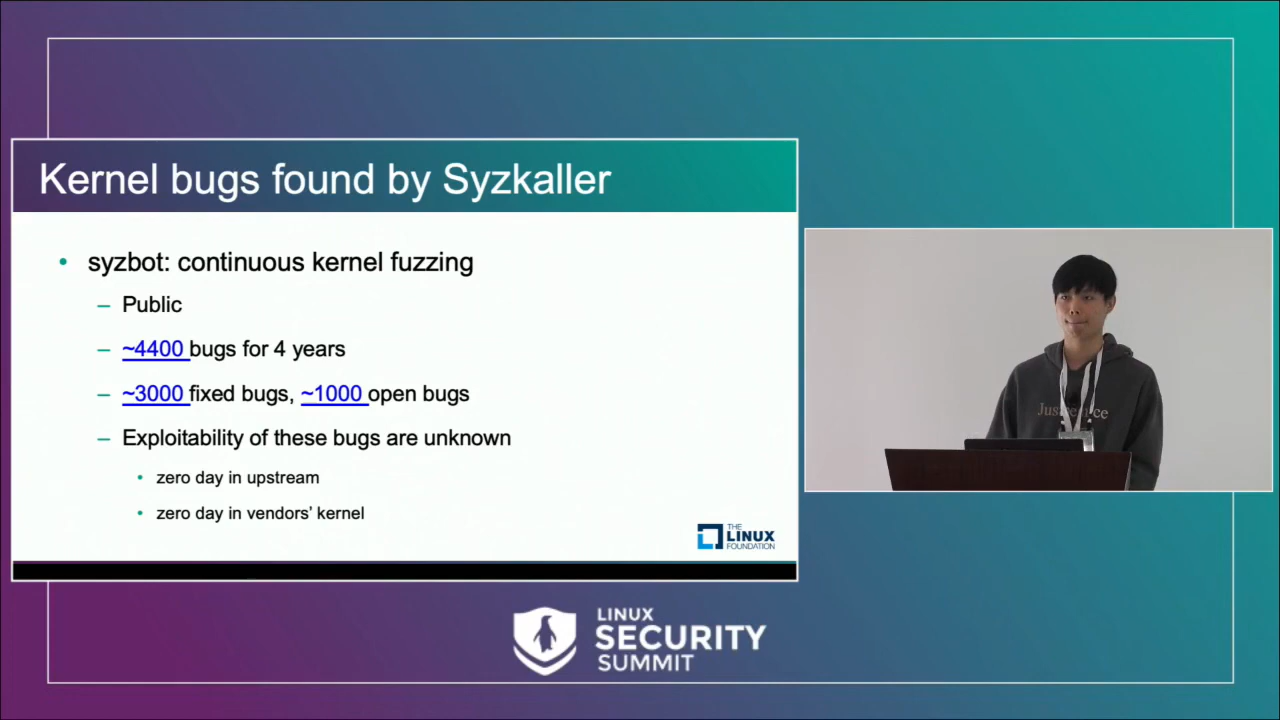 Kernel bugs found by Syzkaller
• syzbot: continuous kernel fuzzing
– Public
– ~4400 bugs for 4 years
– ~3000 fixed bugs, ~1000 open bugs
– Exploitability of these bugs are unknown
• zero day in upstream
• zero day in vendors' kernel
THE
LINUX
FOUNDATION
LINUX
SECURITY
SUMMIT